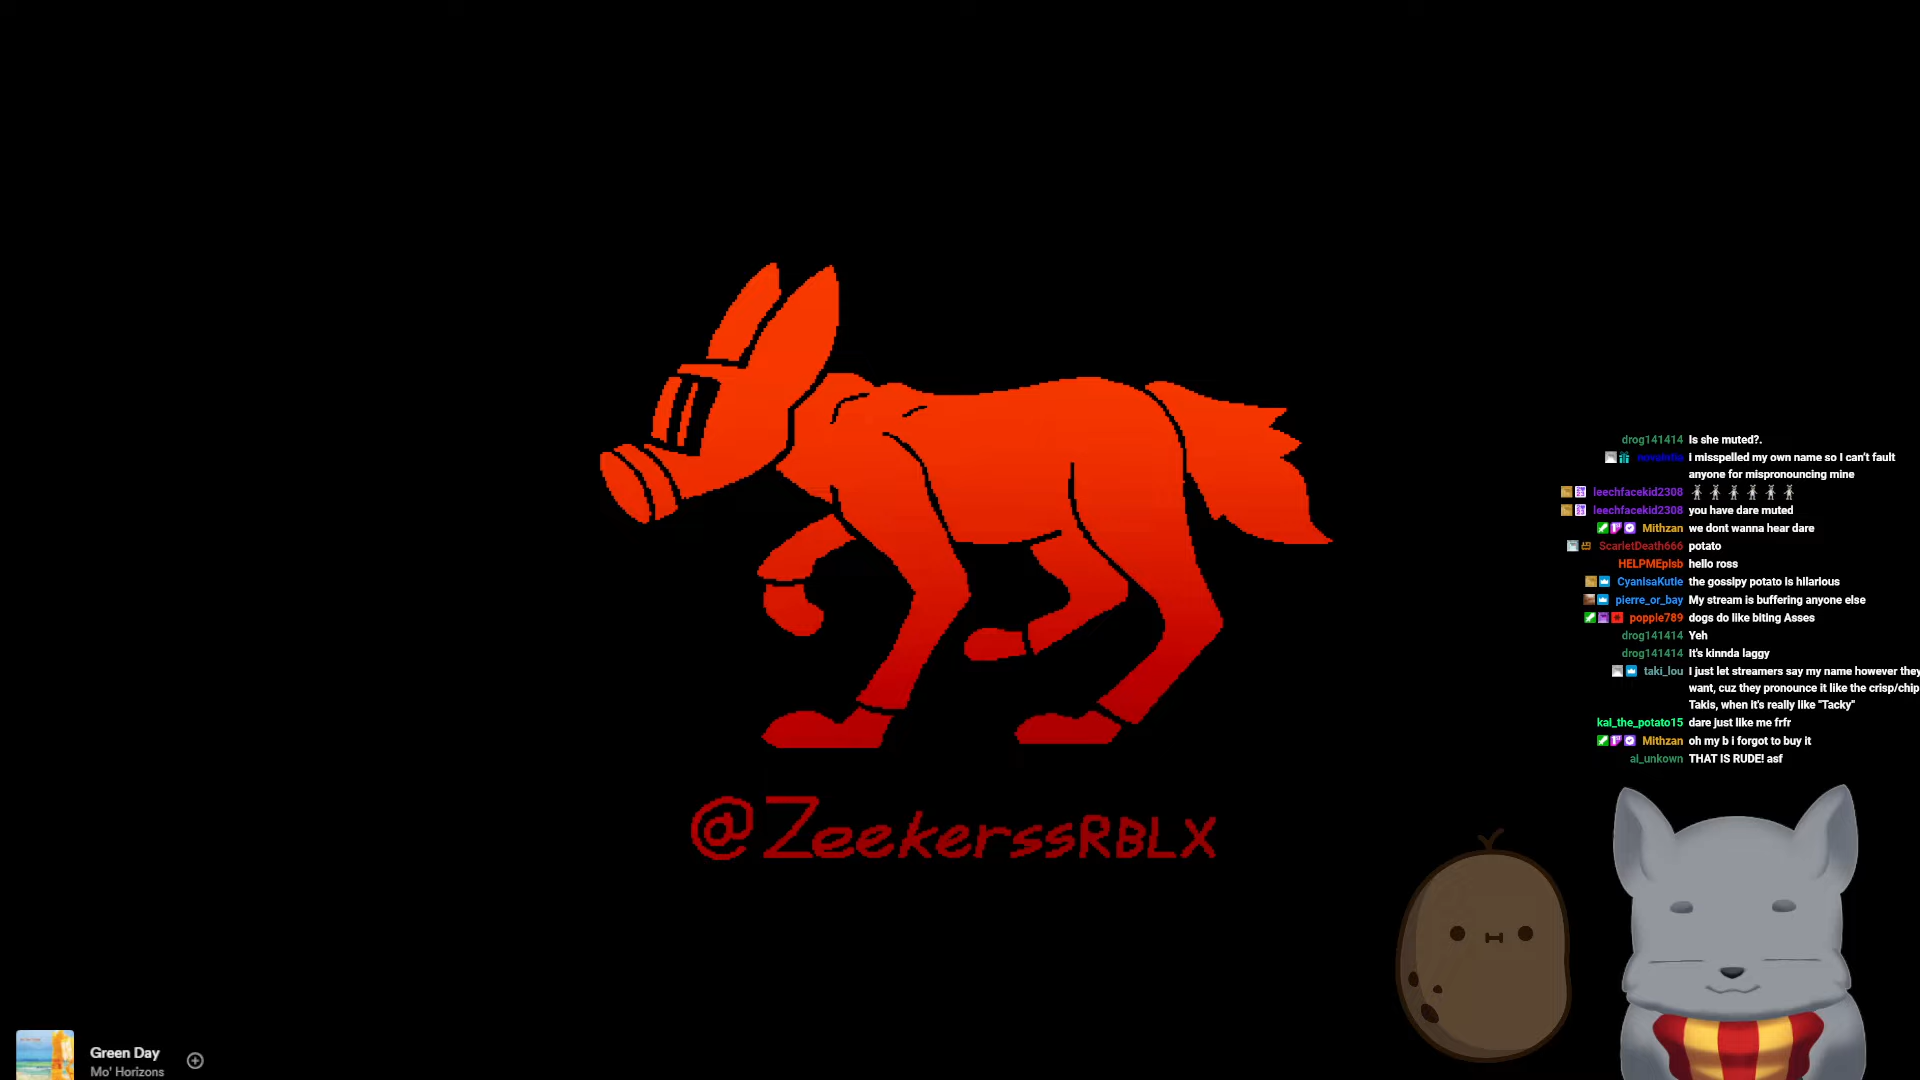 drog141414 Is she muted?.
I misspelled my own name so I can't fault
anyone for mispronouncing mine
leechfacekid2308
leechfacekid2308 you have dare muted
Mithzan we dont wanna hear dare
ScarletDeath666 potato
HELPMEplsb hello ross
CyanisaKutie the gossipy potato is hilarious
pierre_or_bay My stream is buffering anyone else
popple789 dogs do like biting Asses
drog141414 Yeh
drog141414 It's kinnda laggy
taki_lou I just let streamers say my name however they
want, cuz they pronounce it like the crisp/chip
Takis, when it's really like "Tacky"
kal_the_potato15 dare just like me frfr
Mithzan oh my b i forgot to buy it
al_unkown THAT IS RUDE! asf
@ZeekerssRBLX
Green Day
Mo' Horizons